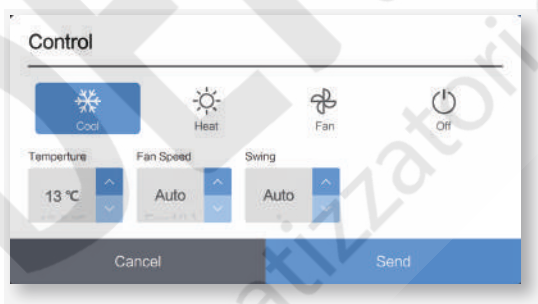 Control
Cool
Heat
Fan
Off
Temperture
Fan Speed
Swing
13 °C
Auto
Auto
Cancel
Send